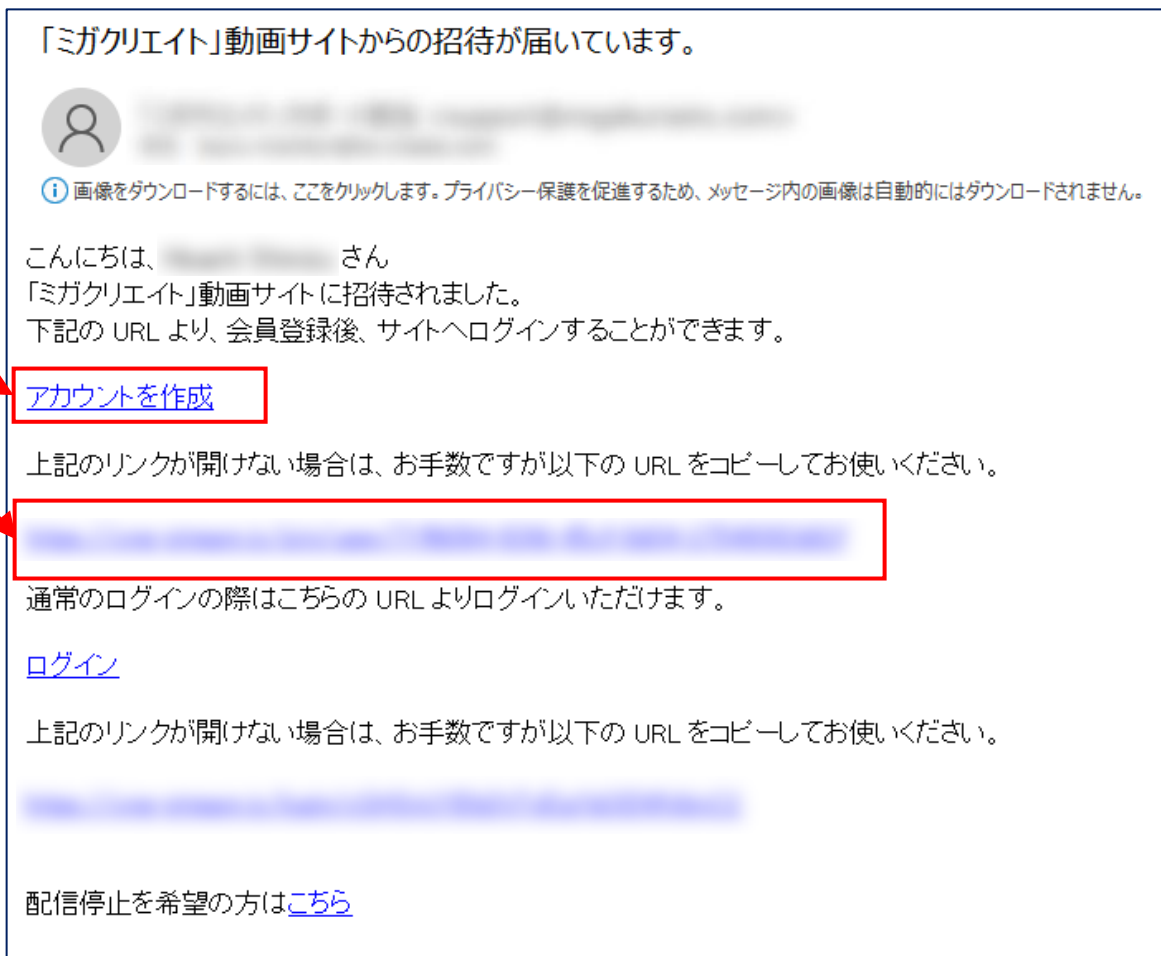 「ミガクリエイト」動画サイトからの招待が届いています。
画像をダウンロードするには、ここをクリックします。プライバシー保護を促進するため、メッセージ内の画像は自動的にはダウンロードされません。
こんにちは、 さん
「ミガクリエイト」動画サイトに招待されました。
下記の URL より、会員登録後、サイトへログインすることができます。
アカウントを作成
上記のリンクが開けない場合は、お手数ですが以下の URL をコピーしてお使いください。
通常のログインの際はこちらの URL よりログインいただけます。
ログイン
上記のリンクが開けない場合は、お手数ですが以下の URL をコピーしてお使いください。
配信停止を希望の方はこちら